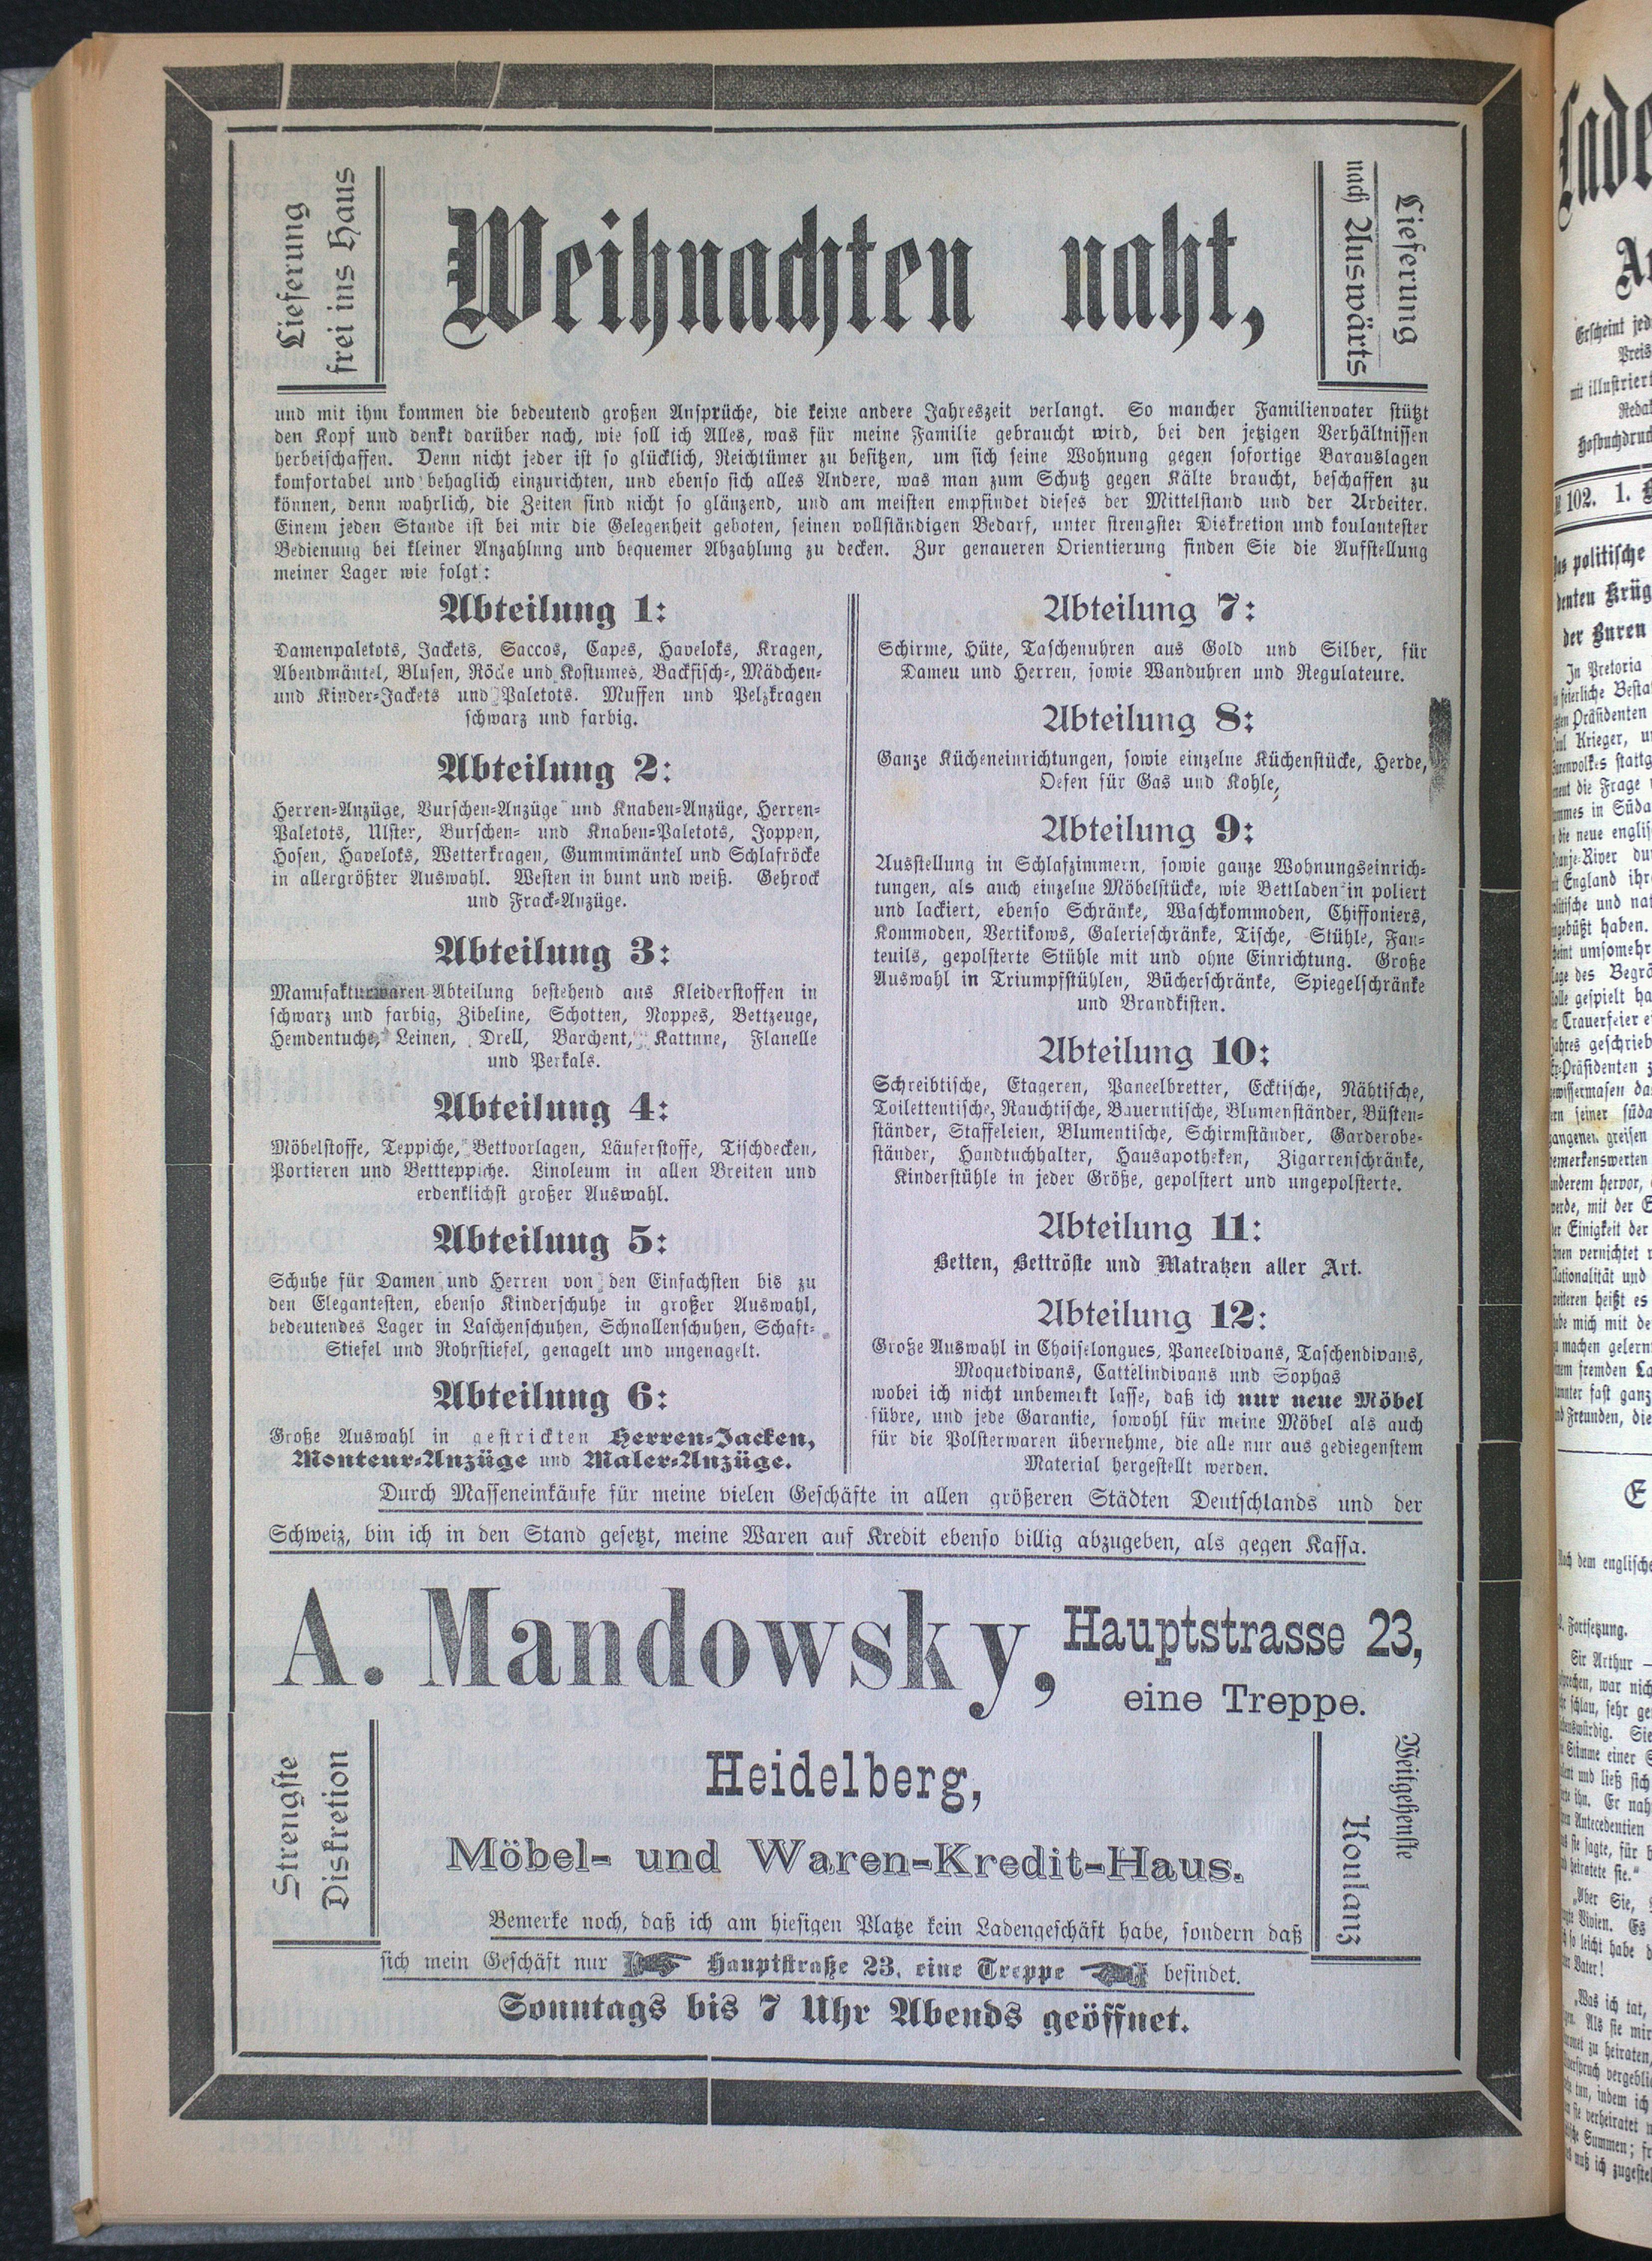 Lieferung
frei ins Haus
Weihnachten naht,
Lieferung
nach Auswärts
und mit ihm kommen die bedeutend großen Ansprüche, die keine andere Jahreszeit verlangt. So mancher Familienvater stützt
den Kopf und denkt darüber nach, wie soll ich Alles, was für meine Familie gebraucht wird, bei den jetzigen Verhältnissen
herbeischaffen. Denn nicht jeder ist so glücklich, Reichtümer zu besitzen, um sich seine Wohnung gegen sofortige Barauslagen
komfortabel und behaglich einzurichten, und ebenso sich alles Andere, was man zum Schutz gegen Kälte braucht, beschaffen zu
können, denn wahrlich, die Zeiten sind nicht so glänzend, und am meisten empfindet dieses der Mittelstand und der Arbeiter.
Einem jeden Stande ist bei mir die Gelegenheit geboten, seinen vollständigen Bedarf, unter strengster Diskretion und koulantester
Bedienung bei kleiner Anzahlung und bequemer Abzahlung zu decken. Zur genaueren Orientierung finden Sie die Aufstellung
meiner Lager wie folgt:
Abteilung 1:
Damenpaletots, Jackets, Saccos, Capes, Haveloks, Kragen,
Abendmäntel, Blusen, Röcke und Kostumes, Backfisch-, Mädchen-
und Kinder-Jackets und Paletots. Muffen und Pelzkragen
schwarz und farbig.
Abteilung 2:
Herren-Anzüge, Burschen-Anzüge und Knaben-Anzüge, Herren-
Paletots, Ulster, Burschen- und Knaben-Paletots, Joppen,
Hosen, Haveloks, Wetterkragen, Gummimäntel und Schlafröcke
in allergrößter Auswahl. Westen in bunt und weiß. Gehrock
und Frack-Anzüge.
Abteilung 3:
Manufakturwaren-Abteilung bestehend aus Kleiderstoffen in
schwarz und farbig, Zibeline, Schotten, Noppes, Bettzeuge,
Hemdentuche, Leinen, Drell, Barchent, Kattune, Flanelle
und Perkals.
Abteilung 4:
Möbelstoffe, Teppiche, Bettvorlagen, Läuferstoffe, Tischdecken,
Portieren und Bettteppiche. Linoleum in allen Breiten und
erdenklichst großer Auswahl.
Abteilung 5:
Schuhe für Damen und Herren von den Einfachsten bis zu
den Elegantesten, ebenso Kinderschuhe in großer Auswahl,
bedeutendes Lager in Laschenschuhen, Schnallenschuhen, Schaft-
Stiefel und Rohrstiefel, genagelt und ungenagelt.
Abteilung 6:
Große Auswahl in gestrickten Herren-Jacken,
Monteur-Anzüge und Maler-Anzüge.
Abteilung 7:
Schirme, Hüte, Taschenuhren aus Gold und Silber, für
Damen und Herren, sowie Wanduhren und Regulateure.
Abteilung 8:
Ganze Kücheneinrichtungen, sowie einzelne Küchenstücke, Herde,
Oefen für Gas und Kohle,
Abteilung 9:
Ausstellung in Schlafzimmern, sowie ganze Wohnungseinrich-
tungen, als auch einzelne Möbelstücke, wie Bettladen in poliert
und lackiert, ebenso Schränke, Waschkommoden, Chiffoniers,
Kommoden, Vertikows, Galerieschränke, Tische, Stühle, Fau-
teuils, gepolsterte Stühle mit und ohne Einrichtung. Große
Auswahl in Triumpfstühlen, Bücherschränke, Spiegelschränke
und Brandkisten.
Abteilung 10:
Schreibtische, Etageren, Paneelbretter, Ecktische, Nähtische,
Toilettentische, Rauchtische, Bauerntische, Blumenständer, Büsten-
ständer, Staffeleien, Blumentische, Schirmständer, Garderobe-
ständer, Handtuchhalter, Hausapotheken, Zigarrenschränke,
Kinderstühle in jeder Größe, gepolstert und ungepolsterte.
Abteilung 11:
Betten, Bettröste und Matratzen aller Art.
Abteilung 12:
Große Auswahl in Chaiselongues, Paneeldivans, Taschendivans,
Moquetdivans, Cattelindivans und Sophas
wobei ich nicht unbemerkt lasse, daß ich nur neue Möbel
führe, und jede Garantie, sowohl für meine Möbel als auch
für die Polsterwaren übernehme, die alle nur aus gediegenstem
Material hergestellt werden.
Durch Masseneinkäufe für meine vielen Geschäfte in allen größeren Städten Deutschlands und der
Schweiz, bin ich in den Stand gesetzt, meine Waren auf Kredit ebenso billig abzugeben, als gegen Kassa.
A. Mandowsky, Hauptstrasse 23,
eine Treppe.
Strengste
Diskretion
Heidelberg,
Möbel- und Waren-Kredit-Haus.
Weitgehenste
Koulanz
Bemerke noch, daß ich am hiesigen Platze kein Ladengeschäft habe, sondern daß
sich mein Geschäft nur Hauptstraße 23, eine Treppe befindet.
Sonntags bis 7 Uhr Abends geöffnet.
№ 102. 1.